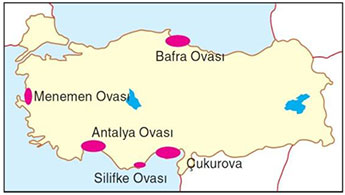 Bafra Ovası
Menemen Ovası
Antalya Ovası
Çukurova
Silifke Ovası